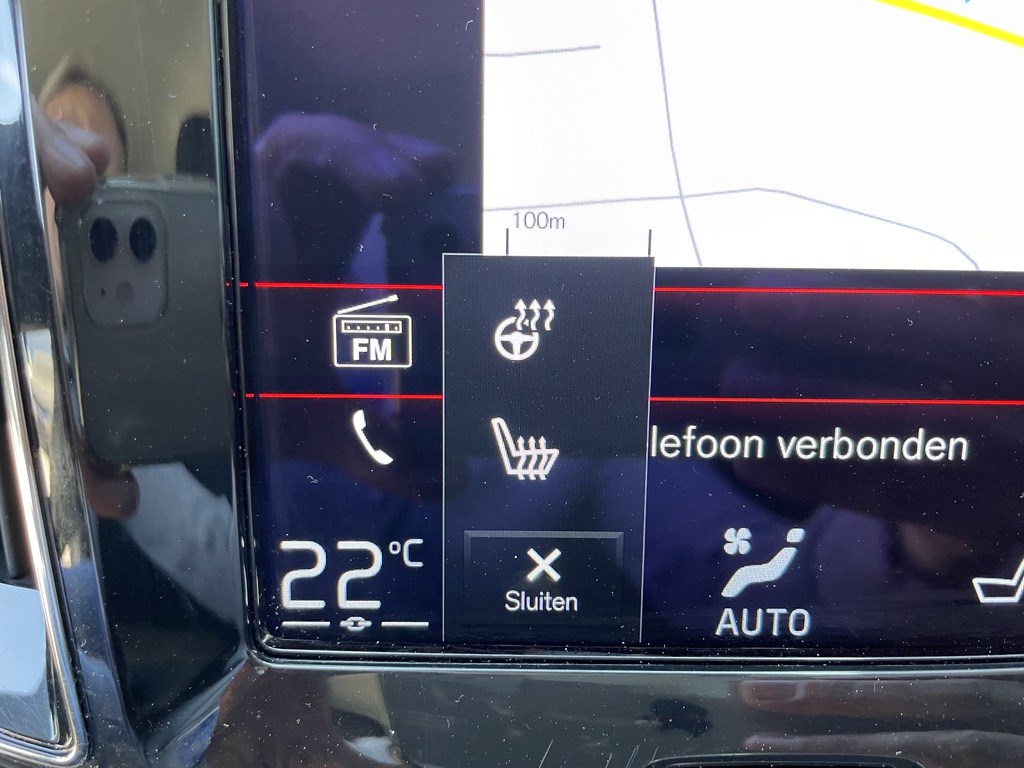 100m
FM
lefoon verbonden
22°C
Sluiten
AUTO